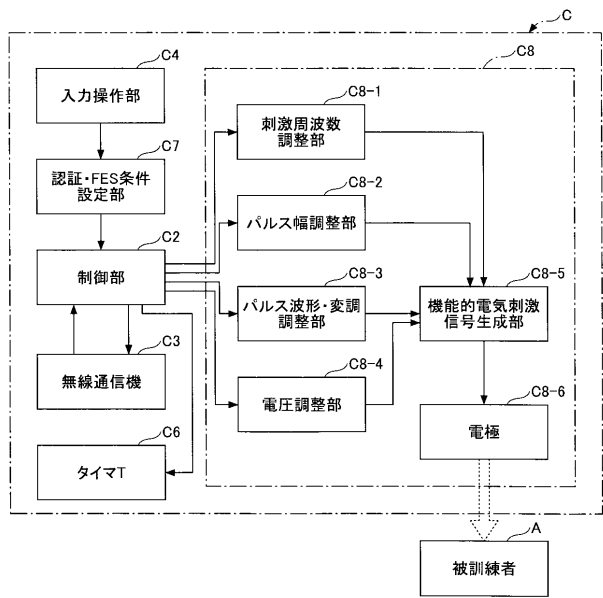 C
C8
C4
入力操作部
C7
認証・FES条件
設定部
C2
制御部
C3
無線通信機
C6
タイマT
C8-1
刺激周波数
調整部
C8-2
パルス幅調整部
C8-3
パルス波形・変調
調整部
C8-4
電圧調整部
C8-5
機能的電気刺激
信号生成部
C8-6
電極
A
被訓練者